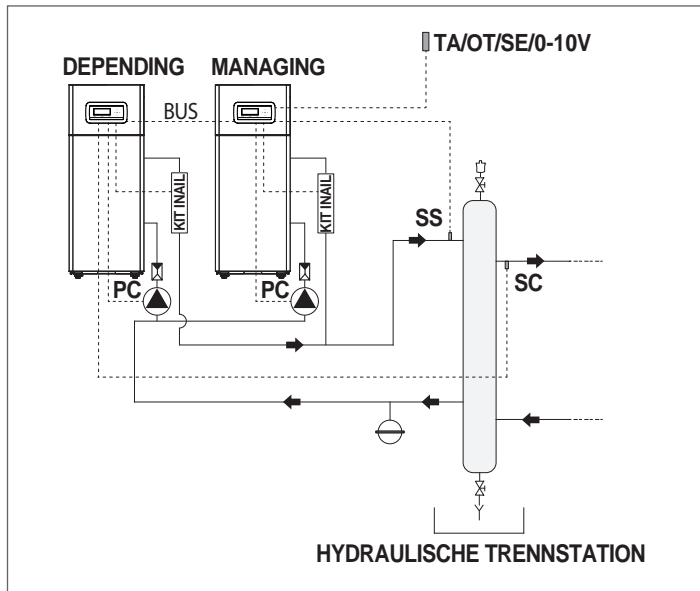 TA/OT/SE/0-10V
DEPENDING
MANAGING
BUS
KIT INAIL
KIT INAIL
SS
SC
PC
PC
HYDRAULISCHE TRENNSTATION